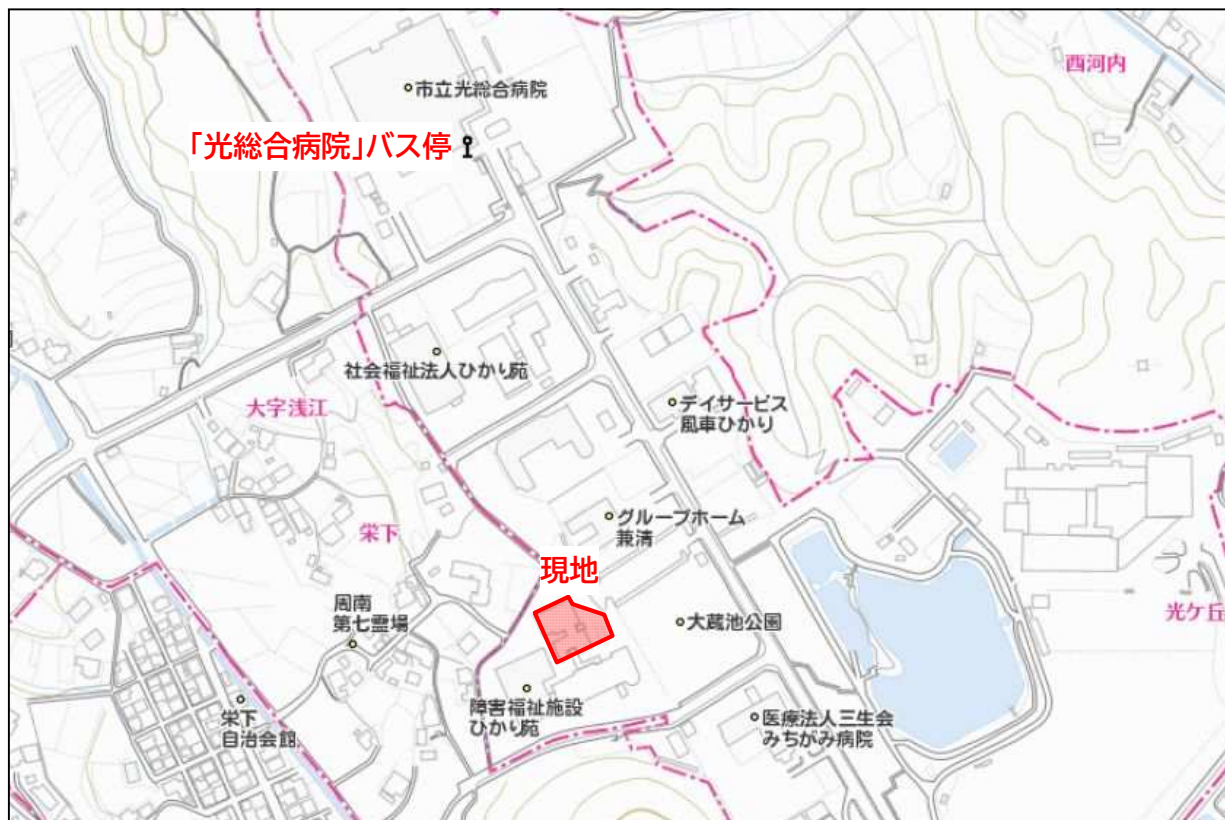 市立光総合病院
西河内
「光総合病院」バス停
社会福祉法人ひかり苑
大字浅江
デイサービス
風車ひかり
グループホーム
兼清
栄下
現地
周南
第七霊場
大蔵池公園
光ケ丘
障害福祉施設
ひかり苑
栄下
自治会館
医療法人三生会
みちがみ病院